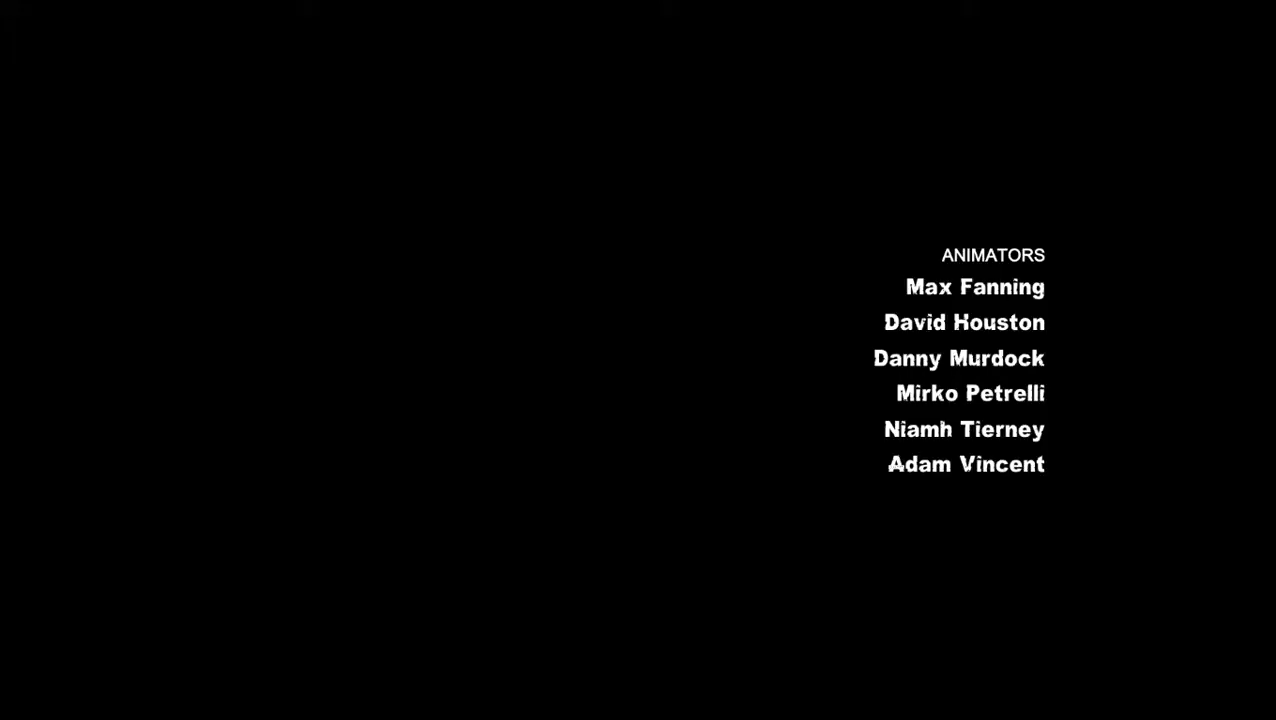 ANIMATORS
Max Fanning
David Houston
Danny Murdock
Mirko Petrelli
Niamh Tierney
Adam Vincent